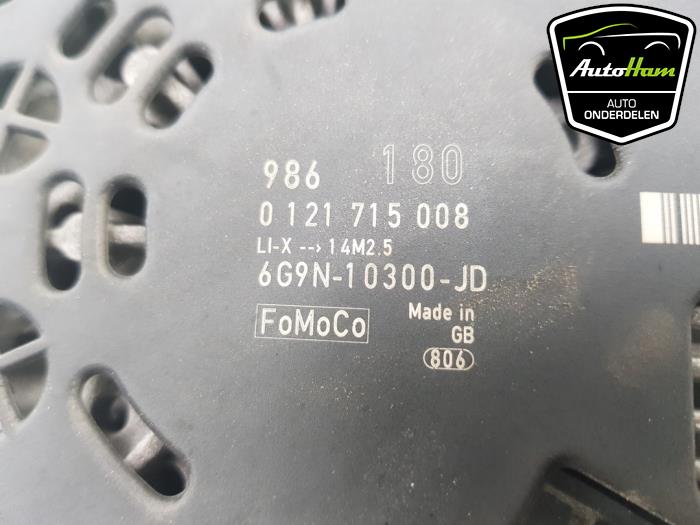 AutoHam
AUTO
ONDERDELEN
986 180
0 121 715 008
LI-X --> 14M2.5
6G9N-10300-JD
FoMoCo Made in
GB
806